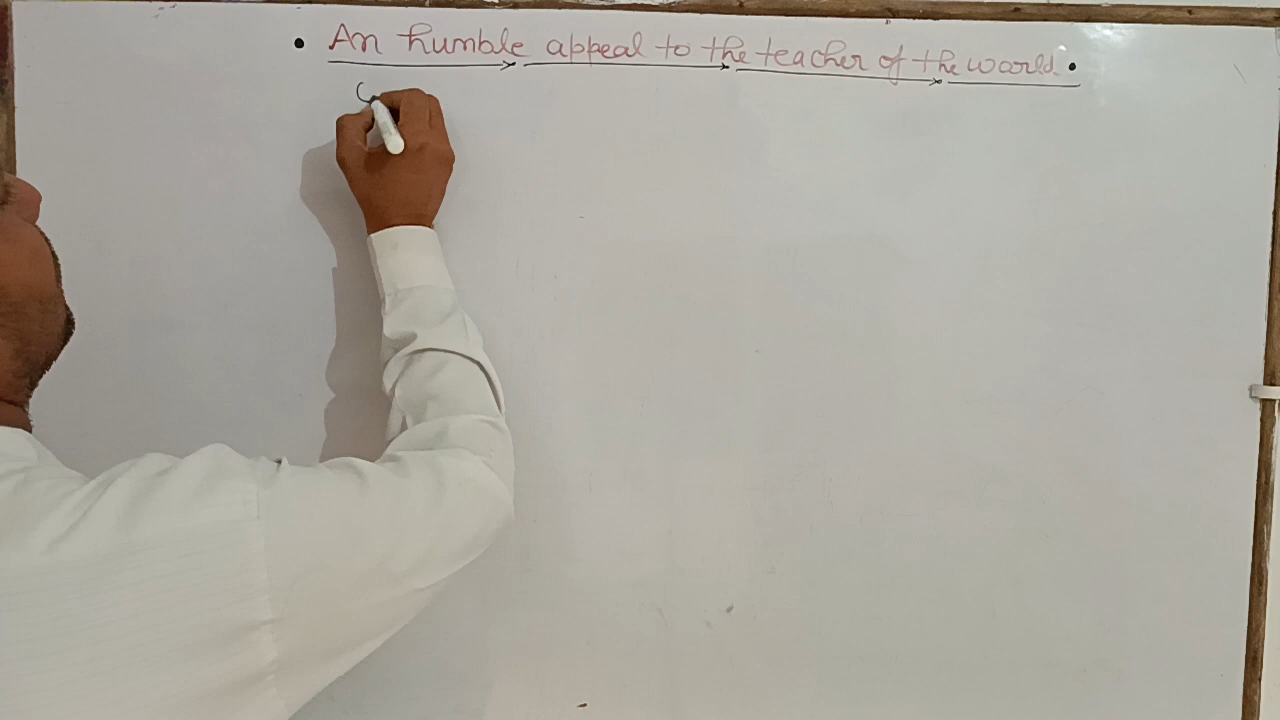 • An humble appeal to the teacher of the world. •